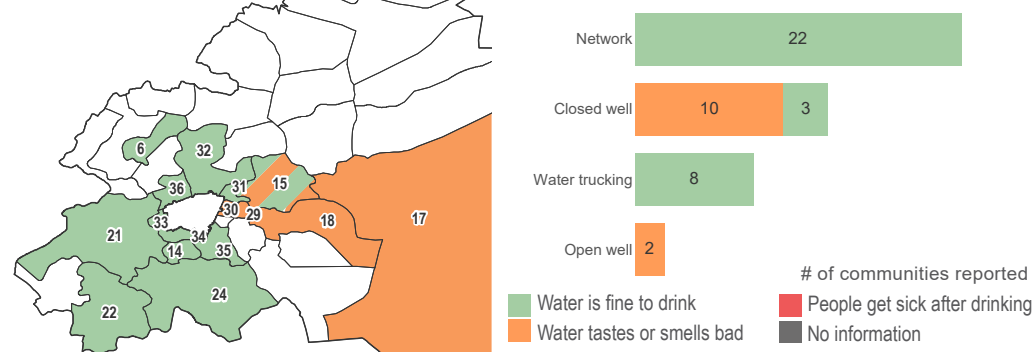 6
32
15
31
36
30
29
18
17
33
34
21
14
35
24
22
Network
22
Closed well
10
3
Water trucking
8
Open well
2
# of communities reported
Water is fine to drink
People get sick after drinking
Water tastes or smells bad
No information